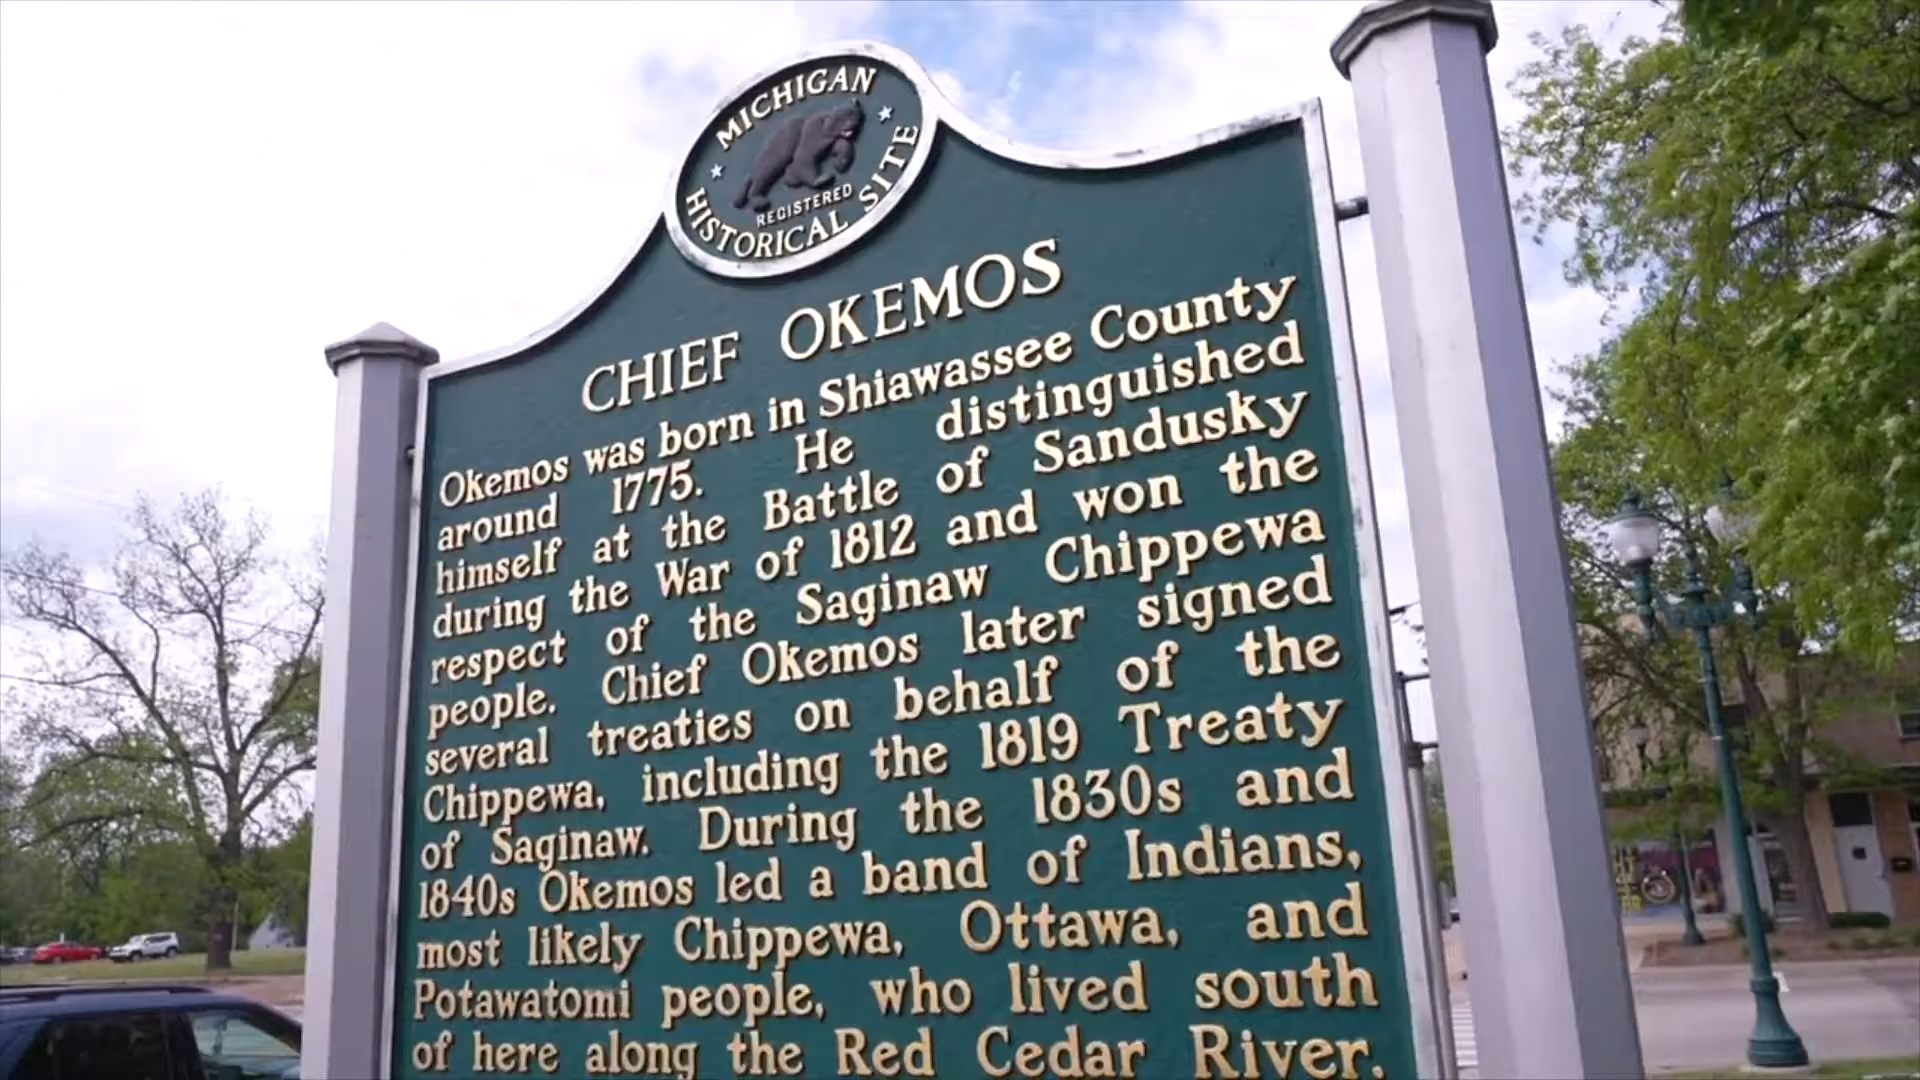 MICHIGAN
REGISTERED
HISTORICAL SITE
CHIEF OKEMOS
Okemos was born in Shiawassee County
around 1775. He distinguished
himself at the Battle of Sandusky
during the War of 1812 and won the
respect of the Saginaw Chippewa
people. Chief Okemos later signed
several treaties on behalf of the
Chippewa, including the 1819 Treaty
of Saginaw. During the 1830s and
1840s Okemos led a band of Indians,
most likely Chippewa, Ottawa, and
Potawatomi people, who lived south
of here along the Red Cedar River.